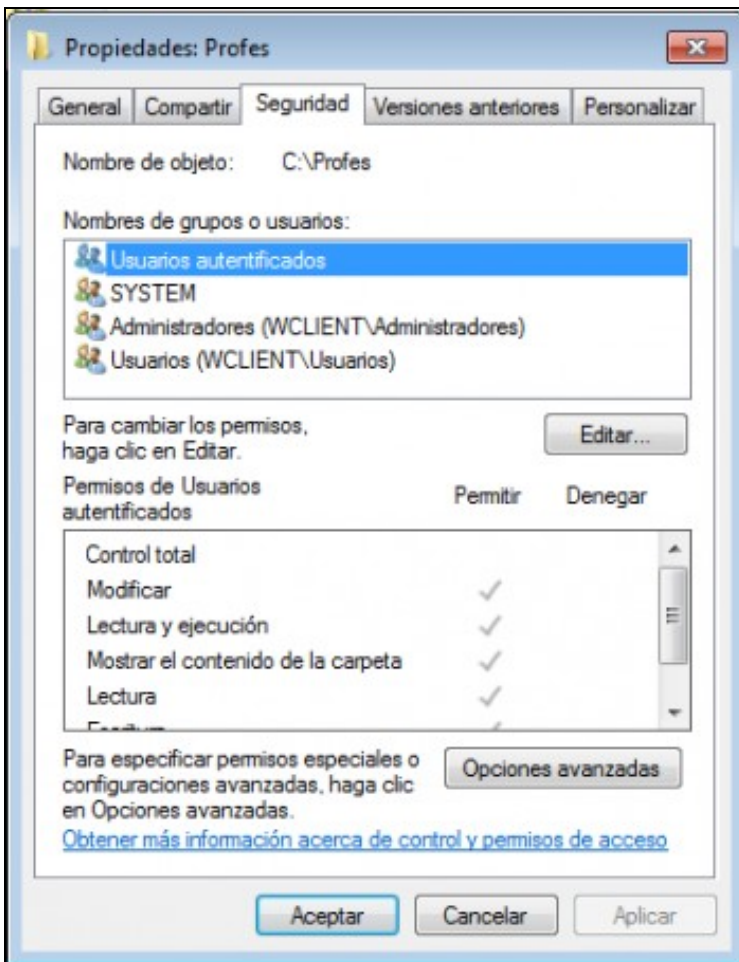 Propiedades: Profes
General Compartir Seguridad Versiones anteriores Personalizar
Nombre de objeto: C:\Profes
Nombres de grupos o usuarios:
Usuarios autentificados
SYSTEM
Administradores (WCLIENT\Administradores)
Usuarios (WCLIENT\Usuarios)
Para cambiar los permisos,
haga clic en Editar.
Editar...
Permisos de Usuarios
autentificados
Permitir Denegar
Control total
Modificar
Lectura y ejecución
Mostrar el contenido de la carpeta
Lectura
Para especificar permisos especiales o
configuraciones avanzadas, haga clic
en Opciones avanzadas.
Opciones avanzadas
Obtener más información acerca de control y permisos de acceso
Aceptar Cancelar Aplicar